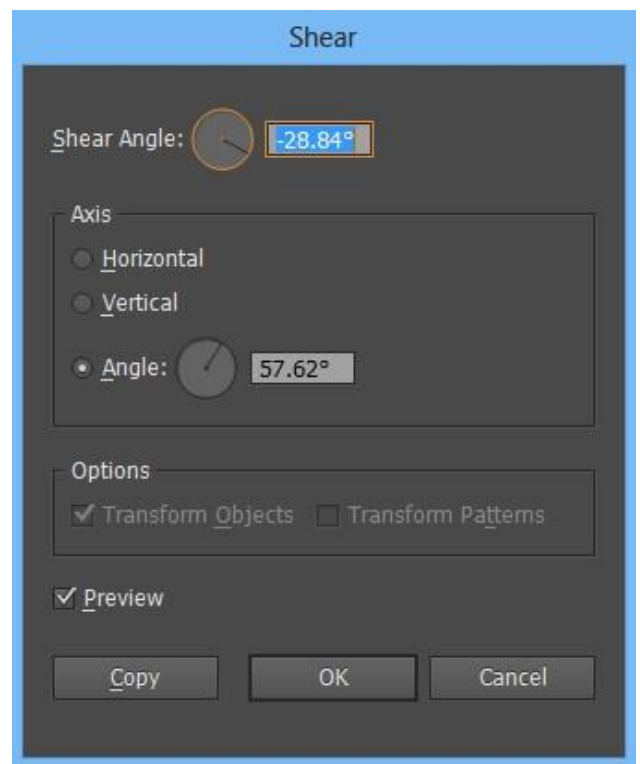 Shear
Shear Angle: -28.84°
Axis
Horizontal
Vertical
Angle: 57.62°
Options
Transform Objects Transform Patterns
Preview
Copy OK Cancel